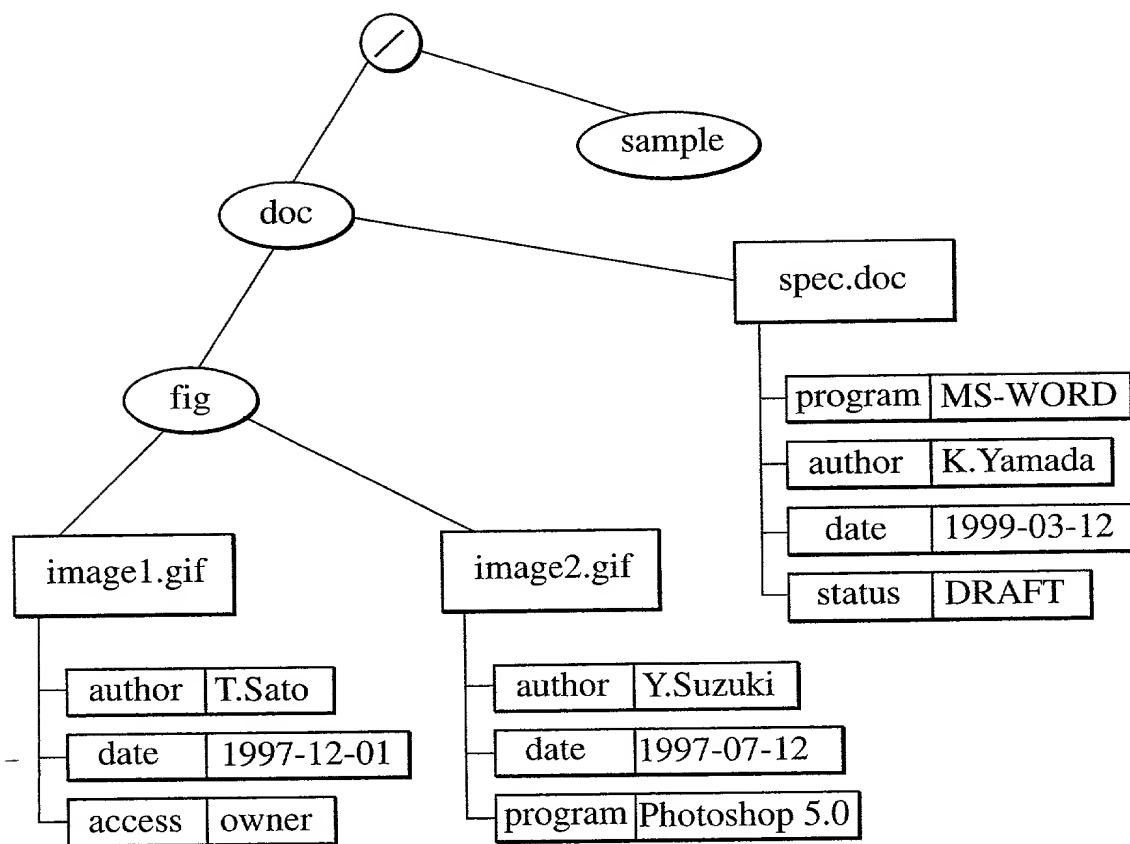 /
sample
doc
spec.doc
fig
program MS-WORD
author K.Yamada
date 1999-03-12
status DRAFT
image1.gif
author T.Sato
date 1997-12-01
access owner
image2.gif
author Y.Suzuki
date 1997-07-12
program Photoshop 5.0